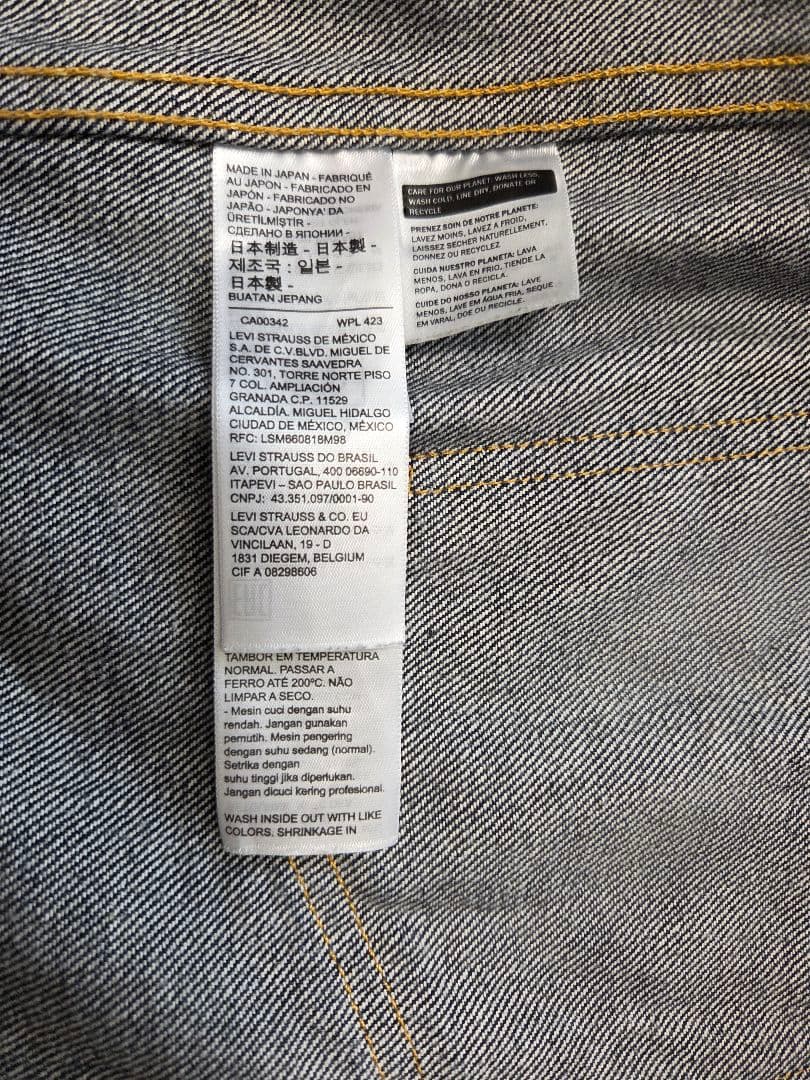 MADE IN JAPAN - FABRIQUÉ
AU JAPON - FABRICADO EN
JAPÓN - FABRICADO NO
JAPÃO - JAPONYA' DA
ÜRETİLMİŞTİR -
СДЕЛАНО В ЯПОНИИ -
日本制造 - 日本製 -
제조국 : 일본 -
日本製 -
BUATAN JEPANG
CA00342 WPL 423
LEVI STRAUSS DE MÉXICO
S.A. DE C.V.BLVD. MIGUEL DE
CERVANTES SAAVEDRA
NO. 301, TORRE NORTE PISO
7 COL. AMPLIACIÓN
GRANADA C.P. 11529
ALCALDÍA. MIGUEL HIDALGO
CIUDAD DE MÉXICO, MÉXICO
RFC: LSM660818M98
LEVI STRAUSS DO BRASIL
AV. PORTUGAL, 400 06690-110
ITAPEVI – SAO PAULO BRASIL
CNPJ: 43.351.097/0001-90
LEVI STRAUSS & CO. EU
SCA/CVA LEONARDO DA
VINCILAAN, 19 - D
1831 DIEGEM, BELGIUM
CIF A 08298606
TAMBOR EM TEMPERATURA
NORMAL. PASSAR A
FERRO ATÉ 200°C. NÃO
LIMPAR A SECO.
- Mesin cuci dengan suhu
rendah. Jangan gunakan
pemutih. Mesin pengering
dengan suhu sedang (normal).
Setrika dengan
suhu tinggi jika diperlukan.
Jangan dicuci kering profesional.
WASH INSIDE OUT WITH LIKE
COLORS. SHRINKAGE IN
CARE FOR OUR PLANET: WASH LESS,
WASH COLD, LINE DRY, DONATE OR
RECYCLE
PRENEZ SOIN DE NOTRE PLANETE:
LAVEZ MOINS, LAVEZ A FROID,
LAISSEZ SECHER NATURELLEMENT,
DONNEZ OU RECYCLEZ
CUIDA NUESTRO PLANETA: LAVA
MENOS, LAVA EN FRIO, TIENDE LA
ROPA, DONA O RECICLA.
CUIDE DO NOSSO PLANETA: LAVE
MENOS, LAVE EM ÁGUA FRIA, SEQUE
EM VARAL, DOE OU RECICLE.